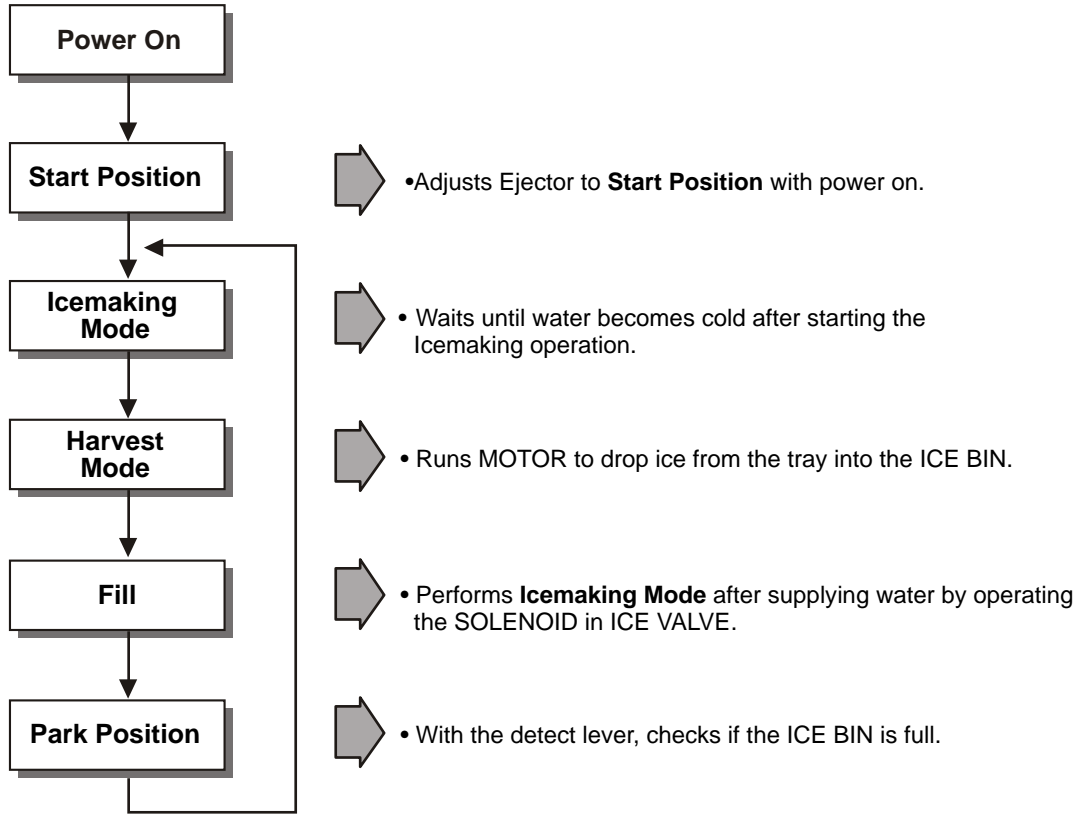 Power On
Start Position
•Adjusts Ejector to Start Position with power on.
Icemaking
Mode
• Waits until water becomes cold after starting the
Icemaking operation.
Harvest
Mode
• Runs MOTOR to drop ice from the tray into the ICE BIN.
Fill
• Performs Icemaking Mode after supplying water by operating
the SOLENOID in ICE VALVE.
Park Position
• With the detect lever, checks if the ICE BIN is full.